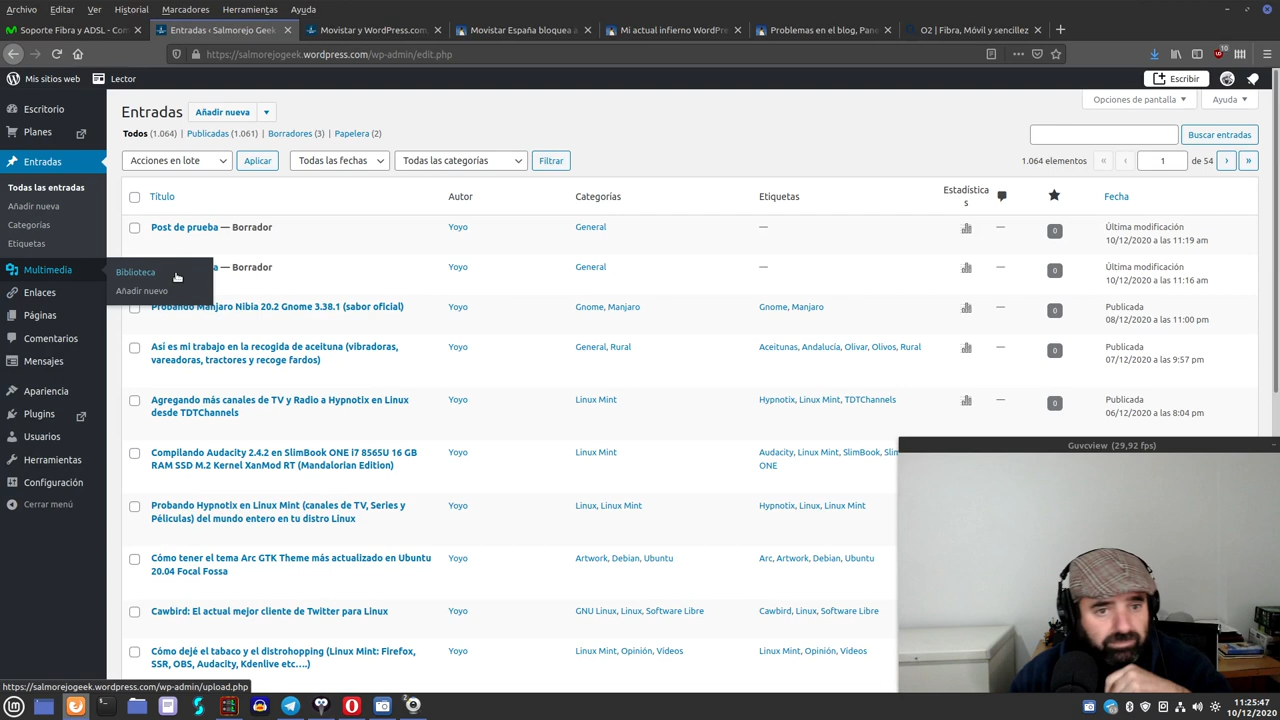 Archivo Editar Ver Historial Marcadores Herramientas Ayuda
Soporte Fibra y ADSL - Com
Entradas ‹ Salmorejo Geek
Movistar y WordPress.com
Movistar España bloquea a
Mi actual infierno WordPre
Problemas en el blog, Pane
O2 | Fibra, Móvil y sencillez
https://salmorejogeek.wordpress.com/wp-admin/edit.php
Mis sitios web Lector Escribir
Escritorio
Planes
Entradas
Todas las entradas
Añadir nueva
Categorías
Etiquetas
Multimedia
Biblioteca
Añadir nuevo
Enlaces
Páginas
Comentarios
Mensajes
Apariencia
Plugins
Usuarios
Herramientas
Configuración
Cerrar menú
Opciones de pantalla Ayuda
Entradas Añadir nueva
Todos (1.064) | Publicadas (1.061) | Borradores (3) | Papelera (2)
Buscar entradas
Acciones en lote Aplicar Todas las fechas Todas las categorías Filtrar
1.064 elementos « ‹ 1 de 54 › »
Título Autor Categorías Etiquetas Estadística
s
Fecha
Post de prueba — Borrador Yoyo General — — 0 Última modificación
10/12/2020 a las 11:19 am
a — Borrador Yoyo General — — 0 Última modificación
10/12/2020 a las 11:16 am
Probando Manjaro Nibia 20.2 Gnome 3.38.1 (sabor oficial) Yoyo Gnome, Manjaro Gnome, Manjaro — 0 Publicada
08/12/2020 a las 11:00 pm
Así es mi trabajo en la recogida de aceituna (vibradoras, Yoyo General, Rural Aceitunas, Andalucía, Olivar, Olivos, Rural — 0 Publicada
vareadoras, tractores y recoge fardos) 07/12/2020 a las 9:57 pm
Agregando más canales de TV y Radio a Hypnotix en Linux Yoyo Linux Mint Hypnotix, Linux Mint, TDTChannels — 0 Publicada
desde TDTChannels 06/12/2020 a las 8:04 pm
Compilando Audacity 2.4.2 en SlimBook ONE i7 8565U 16 GB Yoyo Linux Mint Audacity, Linux Mint, SlimBook, Slim
RAM SSD M.2 Kernel XanMod RT (Mandalorian Edition) ONE
Probando Hypnotix en Linux Mint (canales de TV, Series y Yoyo Linux, Linux Mint Hypnotix, Linux, Linux Mint
Péliculas) del mundo entero en tu distro Linux
Cómo tener el tema Arc GTK Theme más actualizado en Ubuntu Yoyo Artwork, Debian, Ubuntu Arc, Artwork, Debian, Ubuntu
20.04 Focal Fossa
Cawbird: El actual mejor cliente de Twitter para Linux Yoyo GNU Linux, Linux, Software Libre Cawbird, Linux, Software Libre
Cómo dejé el tabaco y el distrohopping (Linux Mint: Firefox, Yoyo Linux Mint, Opinión, Vídeos Linux Mint, Opinión, Vídeos
SSR, OBS, Audacity, Kdenlive etc….)
Guvcview (29,92 fps)
https://salmorejogeek.wordpress.com/wp-admin/upload.php
11:25:47
10/12/2020